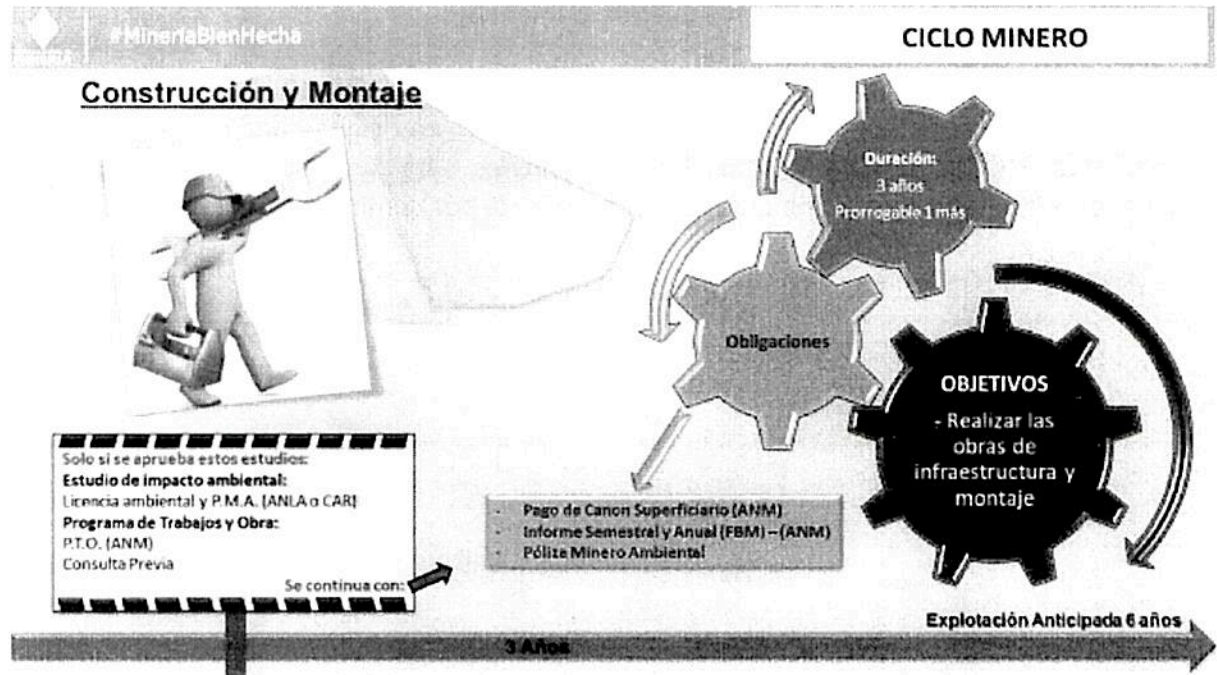 #MineríaBienHecha
CICLO MINERO
Construcción y Montaje
Duración:
3 años
Prorrogable 1 más
Obligaciones
OBJETIVOS
- Realizar las
obras de
infraestructura y
montaje
Solo si se aprueba estos estudios:
Estudio de impacto ambiental:
Licencia ambiental y P.M.A. (ANLA o CAR)
Programa de Trabajos y Obra:
P.T.O. (ANM)
Consulta Previa
Se continua con:
- Pago de Canon Superficiario (ANM)
- Informe Semestral y Anual (FBM) – (ANM)
- Póliza Minero Ambiental
Explotación Anticipada 6 años
3 Años